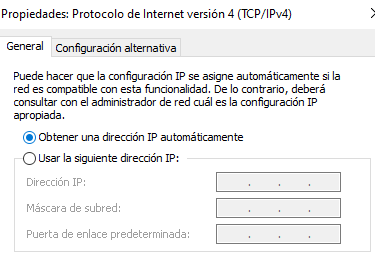 Propiedades: Protocolo de Internet versión 4 (TCP/IPv4)
General
Configuración alternativa
Puede hacer que la configuración IP se asigne automáticamente si la
red es compatible con esta funcionalidad. De lo contrario, deberá
consultar con el administrador de red cuál es la configuración IP
apropiada.
Obtener una dirección IP automáticamente
Usar la siguiente dirección IP:
Dirección IP:
Máscara de subred:
Puerta de enlace predeterminada: